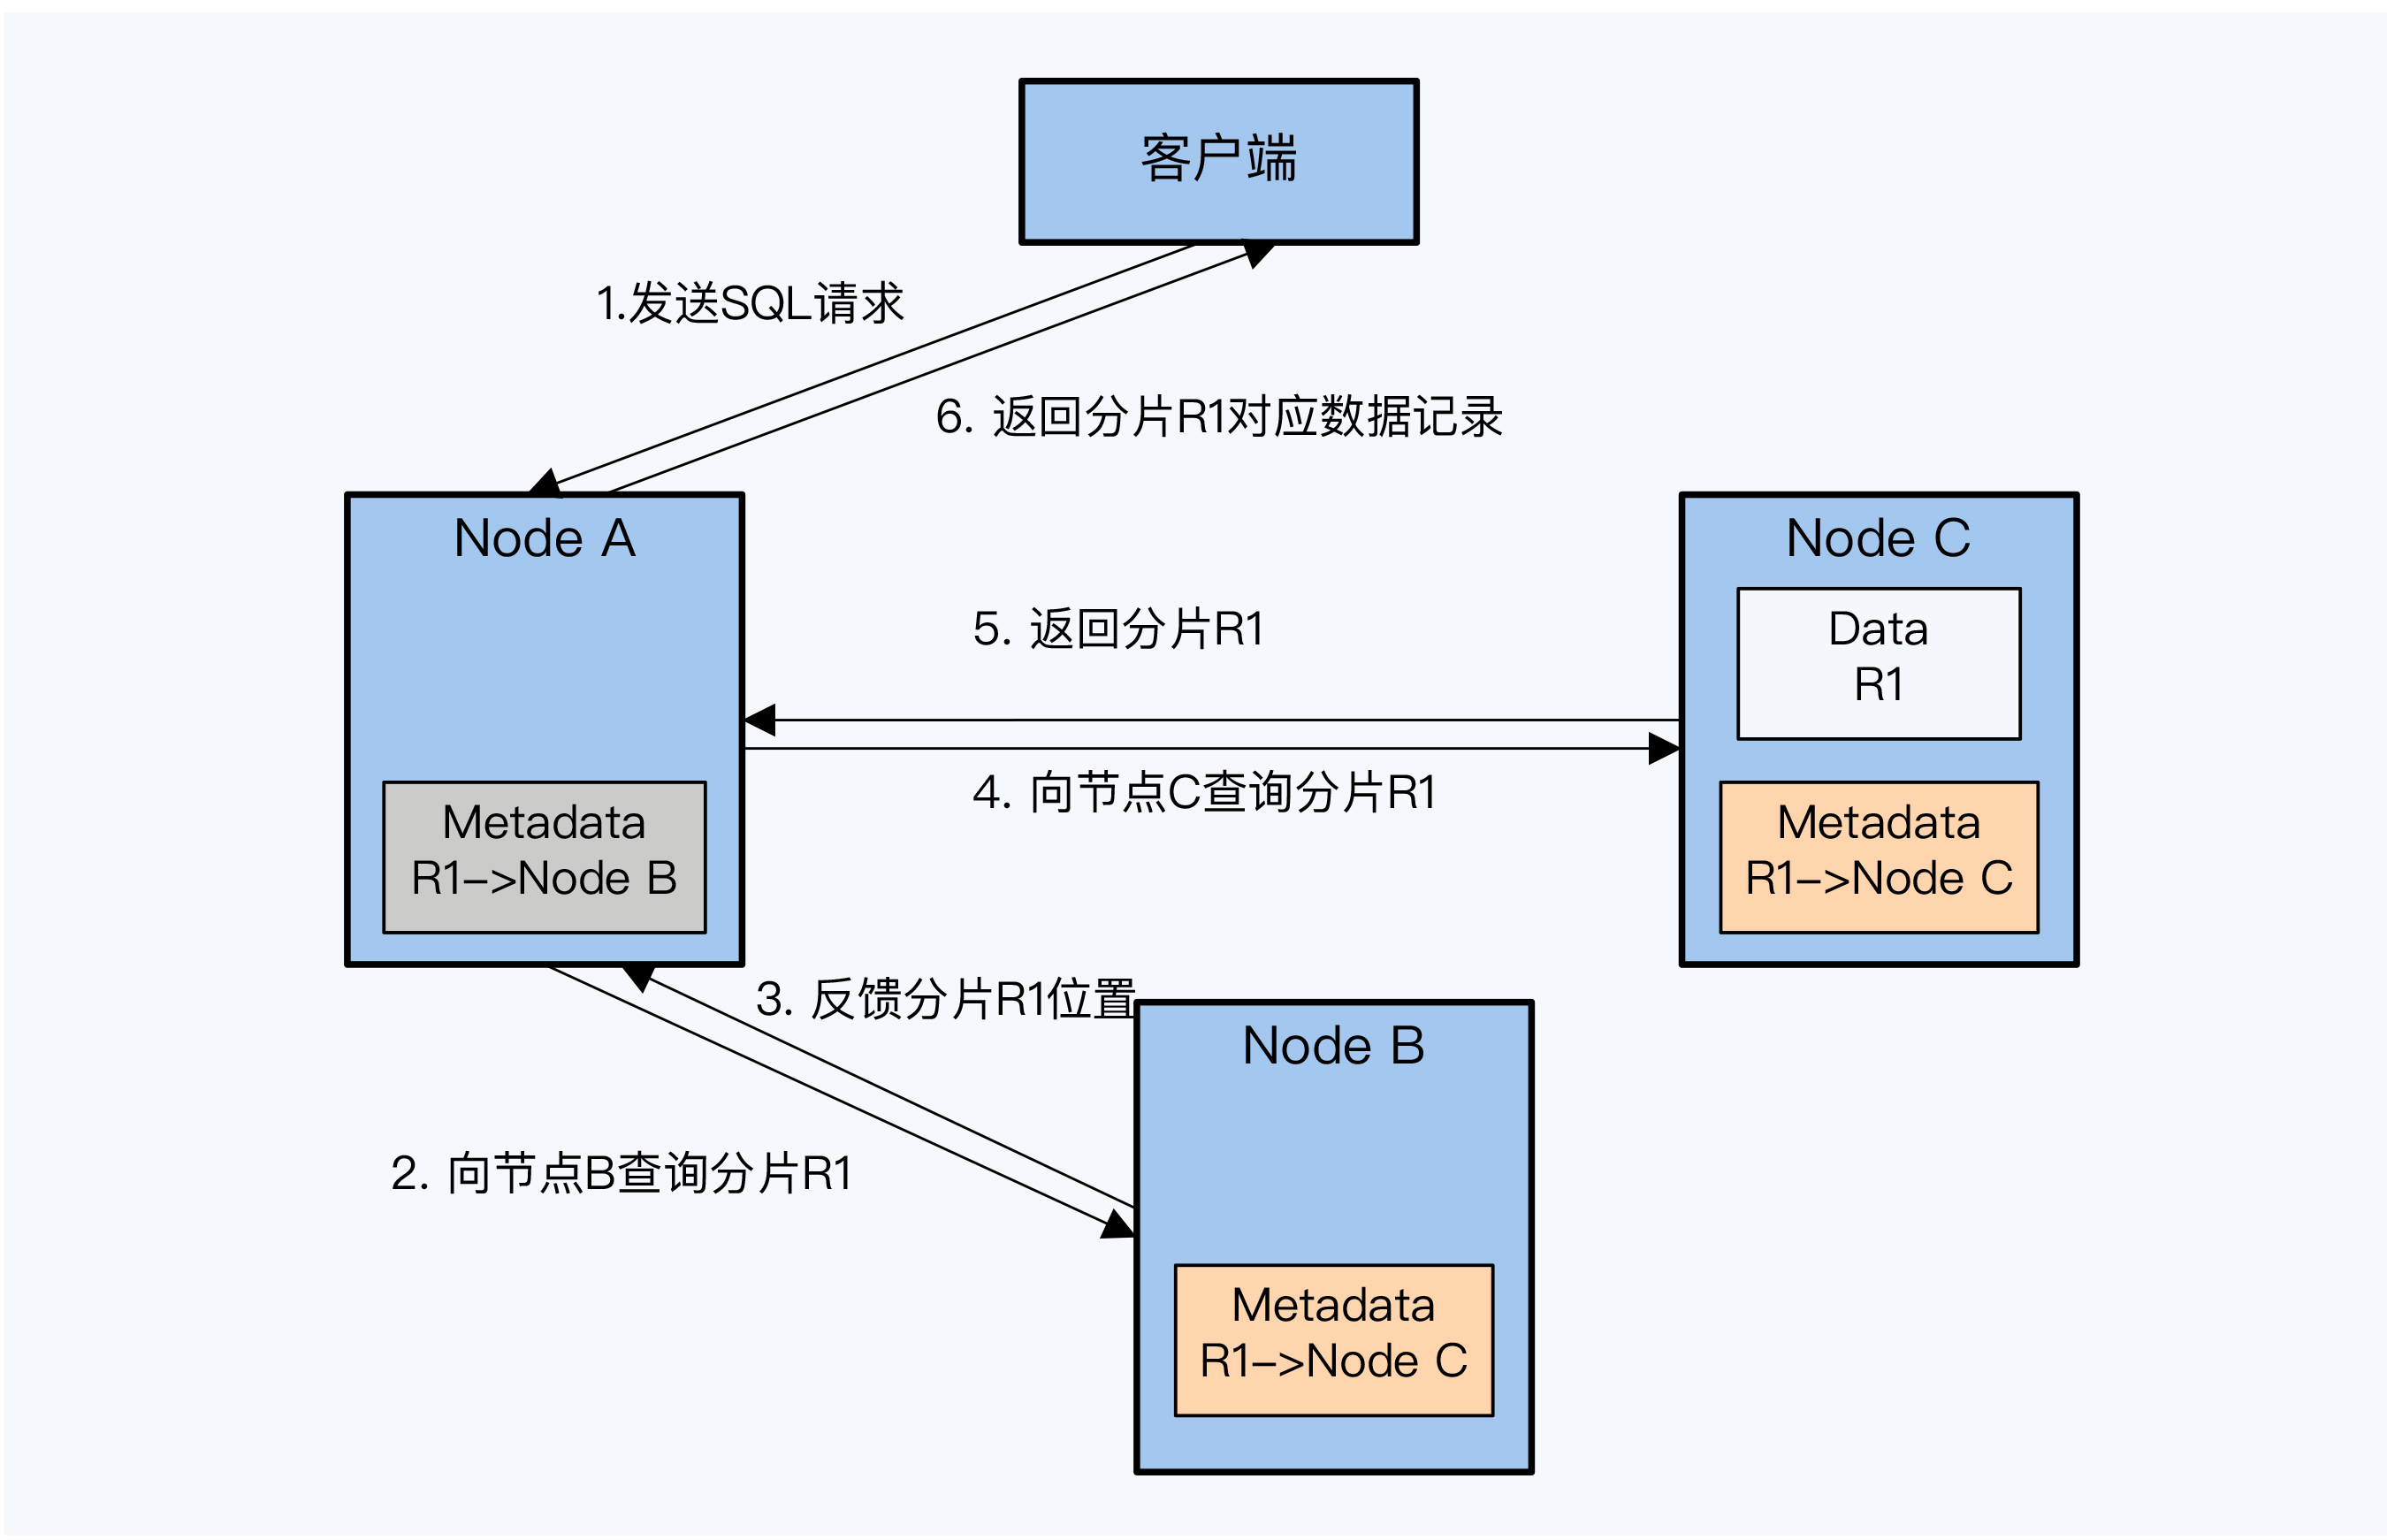 客户端
1.发送SQL请求
6. 返回分片R1对应数据记录
Node A
Node C
5. 返回分片R1
Data
R1
4. 向节点C查询分片R1
Metadata
R1->Node B
Metadata
R1->Node C
3. 反馈分片R1位置
Node B
2. 向节点B查询分片R1
Metadata
R1->Node C